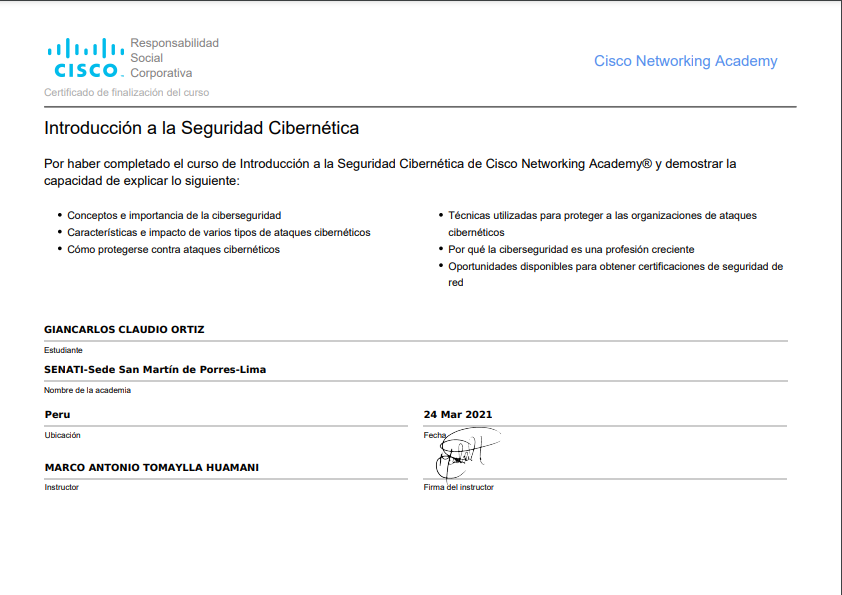 Responsabilidad
Social
CISCO. Corporativa
Cisco Networking Academy
Certificado de finalización del curso
Introducción a la Seguridad Cibernética
Por haber completado el curso de Introducción a la Seguridad Cibernética de Cisco Networking Academy® y demostrar la
capacidad de explicar lo siguiente:
• Conceptos e importancia de la ciberseguridad
• Características e impacto de varios tipos de ataques cibernéticos
• Cómo protegerse contra ataques cibernéticos
• Técnicas utilizadas para proteger a las organizaciones de ataques
cibernéticos
• Por qué la ciberseguridad es una profesión creciente
• Oportunidades disponibles para obtener certificaciones de seguridad de
red
GIANCARLOS CLAUDIO ORTIZ
Estudiante
SENATI-Sede San Martín de Porres-Lima
Nombre de la academia
Peru
Ubicación
24 Mar 2021
Fecha
MARCO ANTONIO TOMAYLLA HUAMANI
Instructor
Firma del instructor